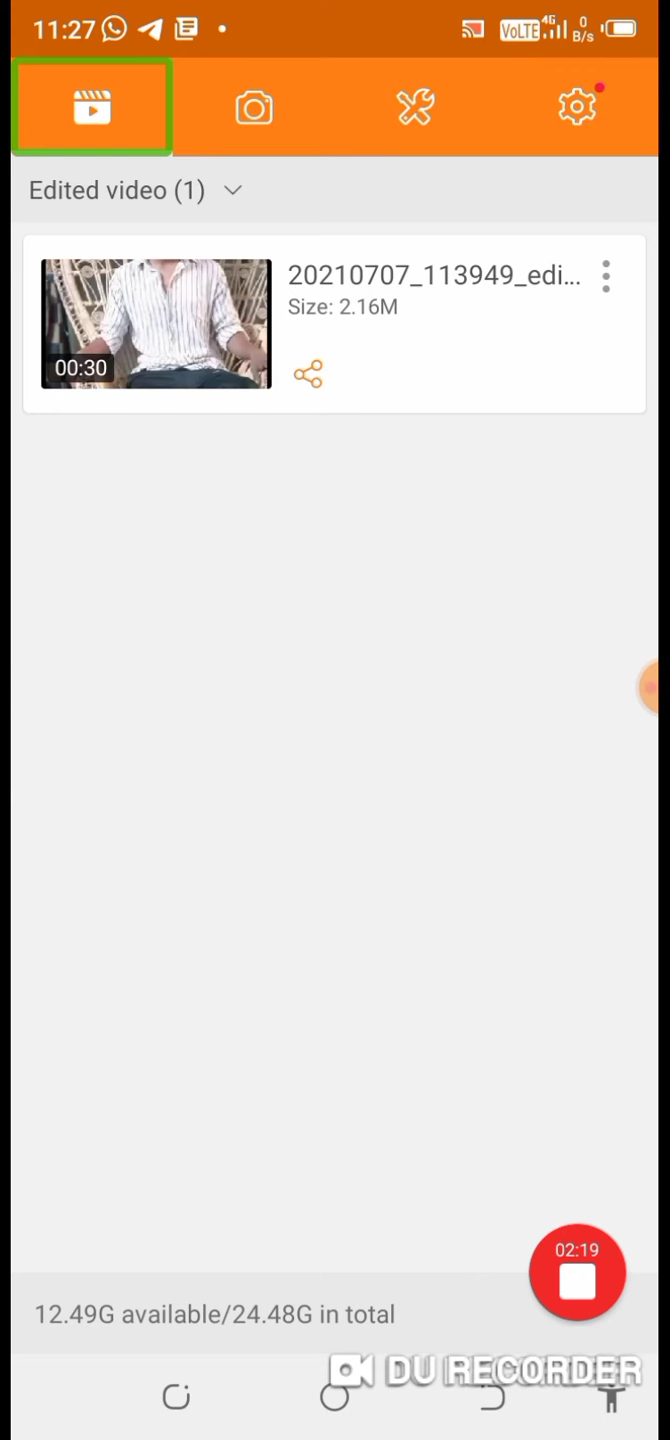 11:27 VoLTE 4G 0 B/s
Edited video (1)
20210707_113949_edi...
Size: 2.16M
00:30
02:19
12.49G available/24.48G in total
DU RECORDER